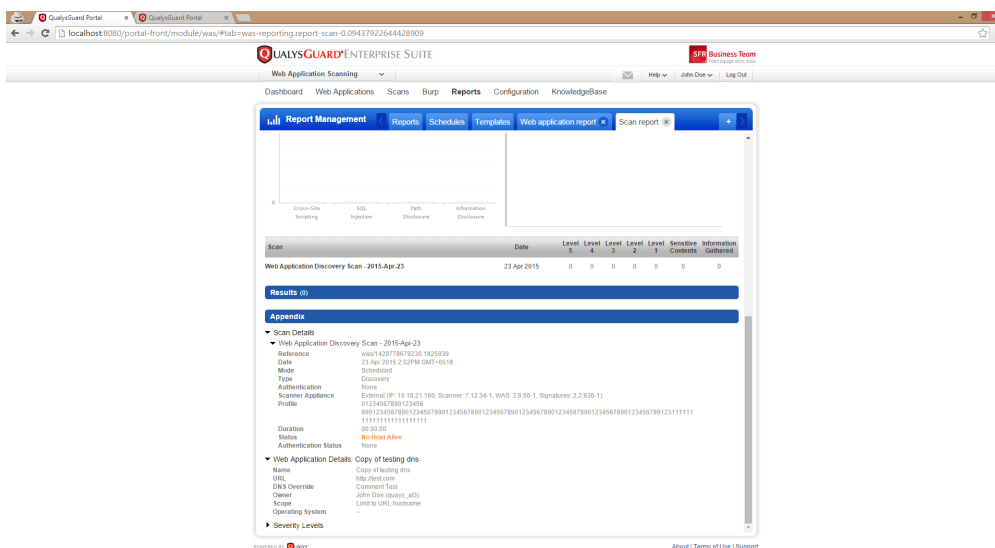 QualysGuard Portal
QualysGuard Portal
localhost:8080/portal-front/module/was/#tab=was-reporting.report-scan-0.09437922644428909
QUALYSGUARD® ENTERPRISE SUITE
SFR Business Team
Web Application Scanning
Help
John Doe
Log Out
Dashboard Web Applications Scans Burp Reports Configuration KnowledgeBase
Report Management
Reports Schedules Templates Web application report Scan report +
0
Cross-Site Scripting
SQL Injection
Path Disclosure
Information Disclosure
Scan Date Level 5 Level 4 Level 3 Level 2 Level 1 Sensitive Contents Information Gathered
Web Application Discovery Scan - 2015-Apr-23 23 Apr 2015 0 0 0 0 0 0 0
Results (0)
Appendix
Scan Details
Web Application Discovery Scan - 2015-Apr-23
Reference was/1429778679230.1825939
Date 23 Apr 2015 2:02PM GMT+0518
Mode Scheduled
Type Discovery
Authentication None
Scanner Appliance External (IP: 10.10.21.160, Scanner: 7.12.34-1, WAS: 3.9.50-1, Signatures: 2.2.936-1)
Profile 01234567890123456
8901234567890123456789012345678901234567890123456789012345678901234567890123456789123111111
1111111111111111111
Duration 00:00:00
Status No Host Alive
Authentication Status None
Web Application Details: Copy of testing dns
Name Copy of testing dns
URL http://test.com
DNS Override Comment Test
Owner John Doe (quays_af3)
Scope Limit to URL hostname
Operating System --
Severity Levels
POWERED BY QUALYS'
About | Terms of Use | Support